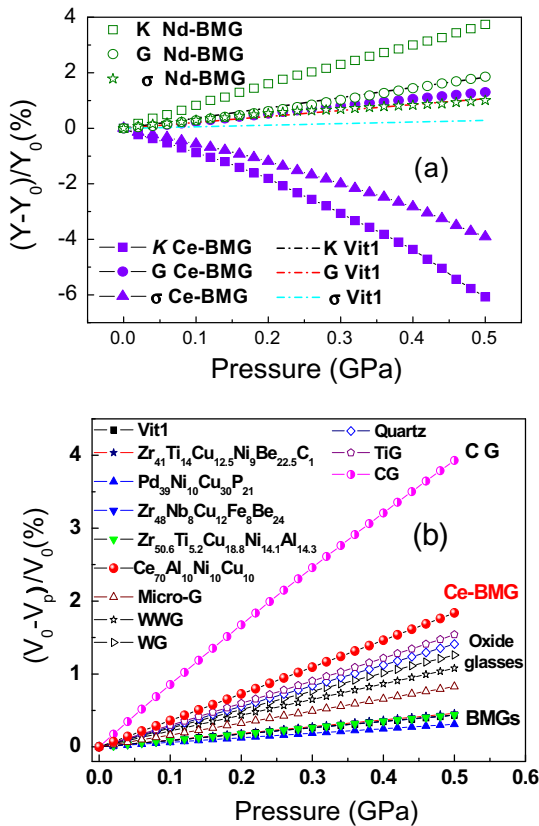 4
2
0
-2
-4
-6
(Y-Y₀)/Y₀(%)
K Nd-BMG
G Nd-BMG
σ Nd-BMG
(a)
K Ce-BMG
G Ce-BMG
σ Ce-BMG
K Vit1
G Vit1
σ Vit1
0.0 0.1 0.2 0.3 0.4 0.5
Pressure (GPa)
4
3
2
1
0
(V₀-Vₚ)/V₀(%)
Vit1
Zr₄₁Ti₁₄Cu₁₂.₅Ni₉Be₂₂.₅C₁
Pd₃₉Ni₁₀Cu₃₀P₂₁
Zr₄₈Nb₈Cu₁₂Fe₈Be₂₄
Zr₅₀.₆Ti₅.₂Cu₁₈.₈Ni₁₄.₁Al₁₄.₃
Ce₇₀Al₁₀Ni₁₀Cu₁₀
Micro-G
WWG
WG
Quartz
TiG
CG
C G
(b)
Ce-BMG
Oxide
glasses
BMGs
0.0 0.1 0.2 0.3 0.4 0.5 0.6
Pressure (GPa)